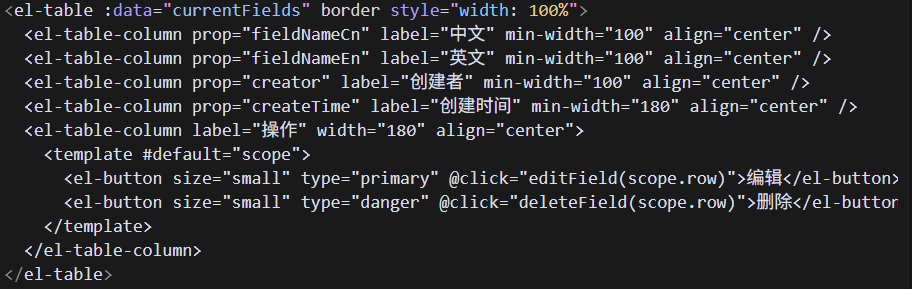 <el-table :data="currentFields" border style="width: 100%">
<el-table-column prop="fieldNameCn" label="中文" min-width="100" align="center" />
<el-table-column prop="fieldNameEn" label="英文" min-width="100" align="center" />
<el-table-column prop="creator" label="创建者" min-width="100" align="center" />
<el-table-column prop="createTime" label="创建时间" min-width="180" align="center" />
<el-table-column label="操作" width="180" align="center">
<template #default="scope">
<el-button size="small" type="primary" @click="editField(scope.row)">编辑</el-button>
<el-button size="small" type="danger" @click="deleteField(scope.row)">删除</el-button
</template>
</el-table-column>
</el-table>